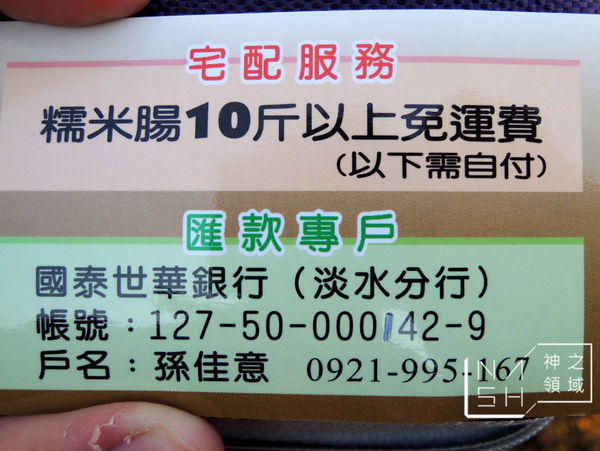 宅配服務
糯米腸10斤以上免運費
(以下需自付)
匯款專戶
國泰世華銀行(淡水分行)
帳號：127-50-000142-9
戶名：孫佳意 0921-995-167
神之領域
NMSH